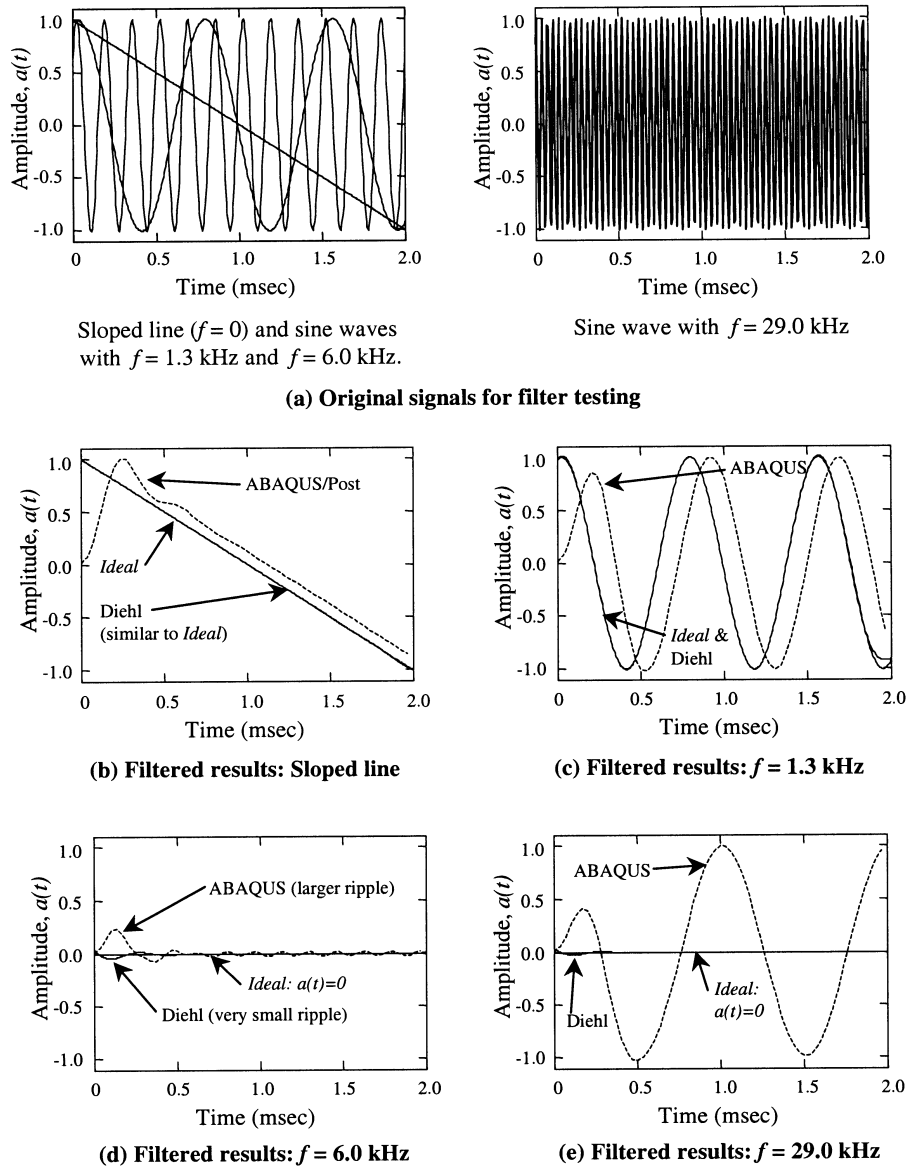 1.0
0.5
0.0
-0.5
-1.0
Amplitude, a(t)
0 0.5 1.0 1.5 2.0
Time (msec)
Sloped line (f = 0) and sine waves
with f = 1.3 kHz and f = 6.0 kHz.
1.0
0.5
0.0
-0.5
-1.0
Amplitude, a(t)
0 0.5 1.0 1.5 2.0
Time (msec)
Sine wave with f = 29.0 kHz
(a) Original signals for filter testing
1.0
0.5
0.0
-0.5
-1.0
Amplitude, a(t)
ABAQUS/Post
Ideal
Diehl
(similar to Ideal)
0 0.5 1.0 1.5 2.0
Time (msec)
(b) Filtered results: Sloped line
1.0
0.5
0.0
-0.5
-1.0
Amplitude, a(t)
ABAQUS
Ideal &
Diehl
0 0.5 1.0 1.5 2.0
Time (msec)
(c) Filtered results: f = 1.3 kHz
1.0
0.5
0.0
-0.5
-1.0
Amplitude, a(t)
ABAQUS (larger ripple)
Ideal: a(t)=0
Diehl (very small ripple)
0 0.5 1.0 1.5 2.0
Time (msec)
(d) Filtered results: f = 6.0 kHz
1.0
0.5
0.0
-0.5
-1.0
Amplitude, a(t)
ABAQUS
Ideal:
a(t)=0
Diehl
0 0.5 1.0 1.5 2.0
Time (msec)
(e) Filtered results: f = 29.0 kHz